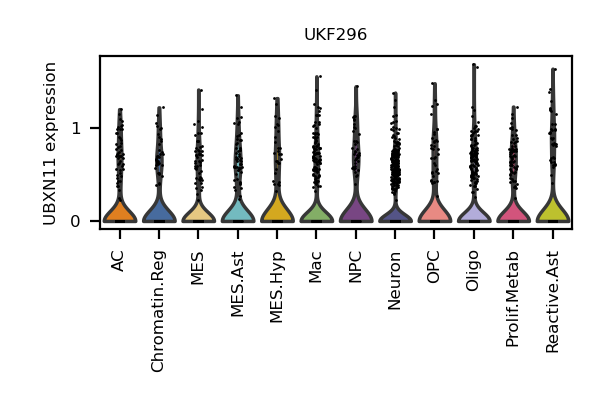 UKF296
UBXN11 expression
1
0
AC
Chromatin.Reg
MES
MES.Ast
MES.Hyp
Mac
NPC
Neuron
OPC
Oligo
Prolif.Metab
Reactive.Ast